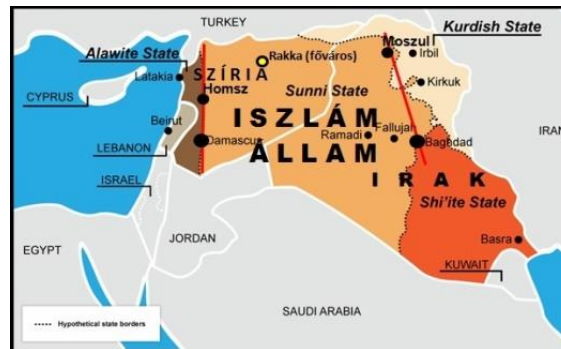 TURKEY
Kurdish State
Moszul
Irbil
Alawite State
Rakka (főváros)
SZÍRIA
Latakia
Kirkuk
Homsz
Sunni State
CYPRUS
ISZLÁM
Beirut
Ramadi
Fallujah
IRAN
Damascus
ÁLLAM
Baghdad
LEBANON
ISRAEL
IRAK
Shi'ite State
JORDAN
Basra
EGYPT
KUWAIT
SAUDI ARABIA
Hypothetical state borders